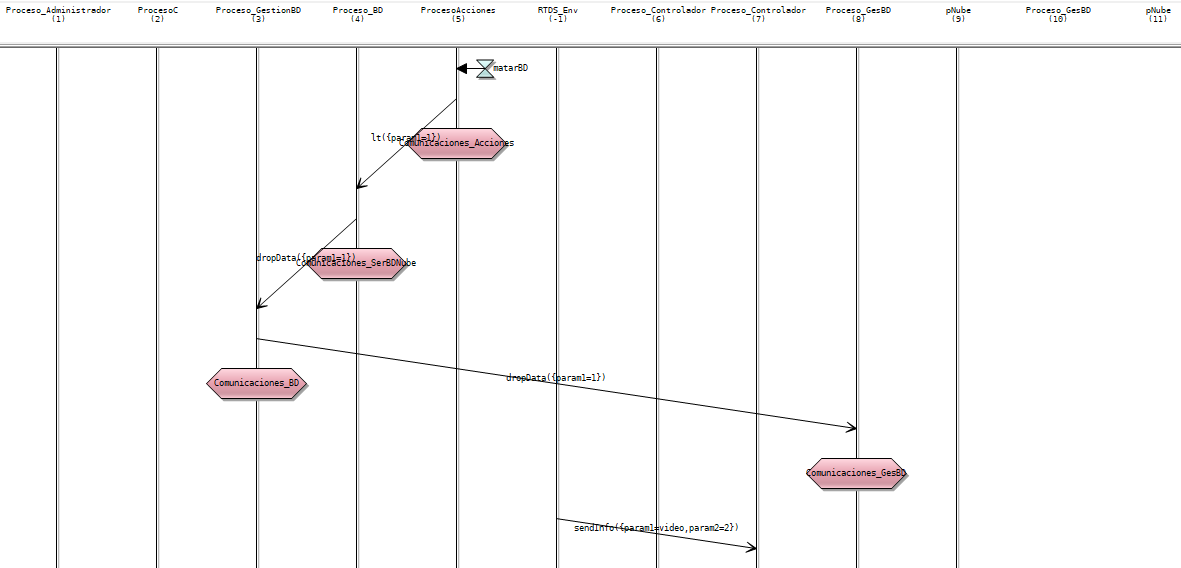 Proceso_Administrador ProcesoC Proceso_GestionBD Proceso_BD ProcesoAcciones RTDS_Env Proceso_Controlador Proceso_Controlador Proceso_GesBD pNube Proceso_GesBD pNube
(1) (2) (3) (4) (5) (-1) (6) (7) (8) (9) (10) (11)
matarBD
lt({param1=1})
Comunicaciones_Acciones
dropData({param1=1})
Comunicaciones_SerBDNube
dropData({param1=1})
Comunicaciones_BD
Comunicaciones_GesBD
sendInfo({param1=video,param2=2})